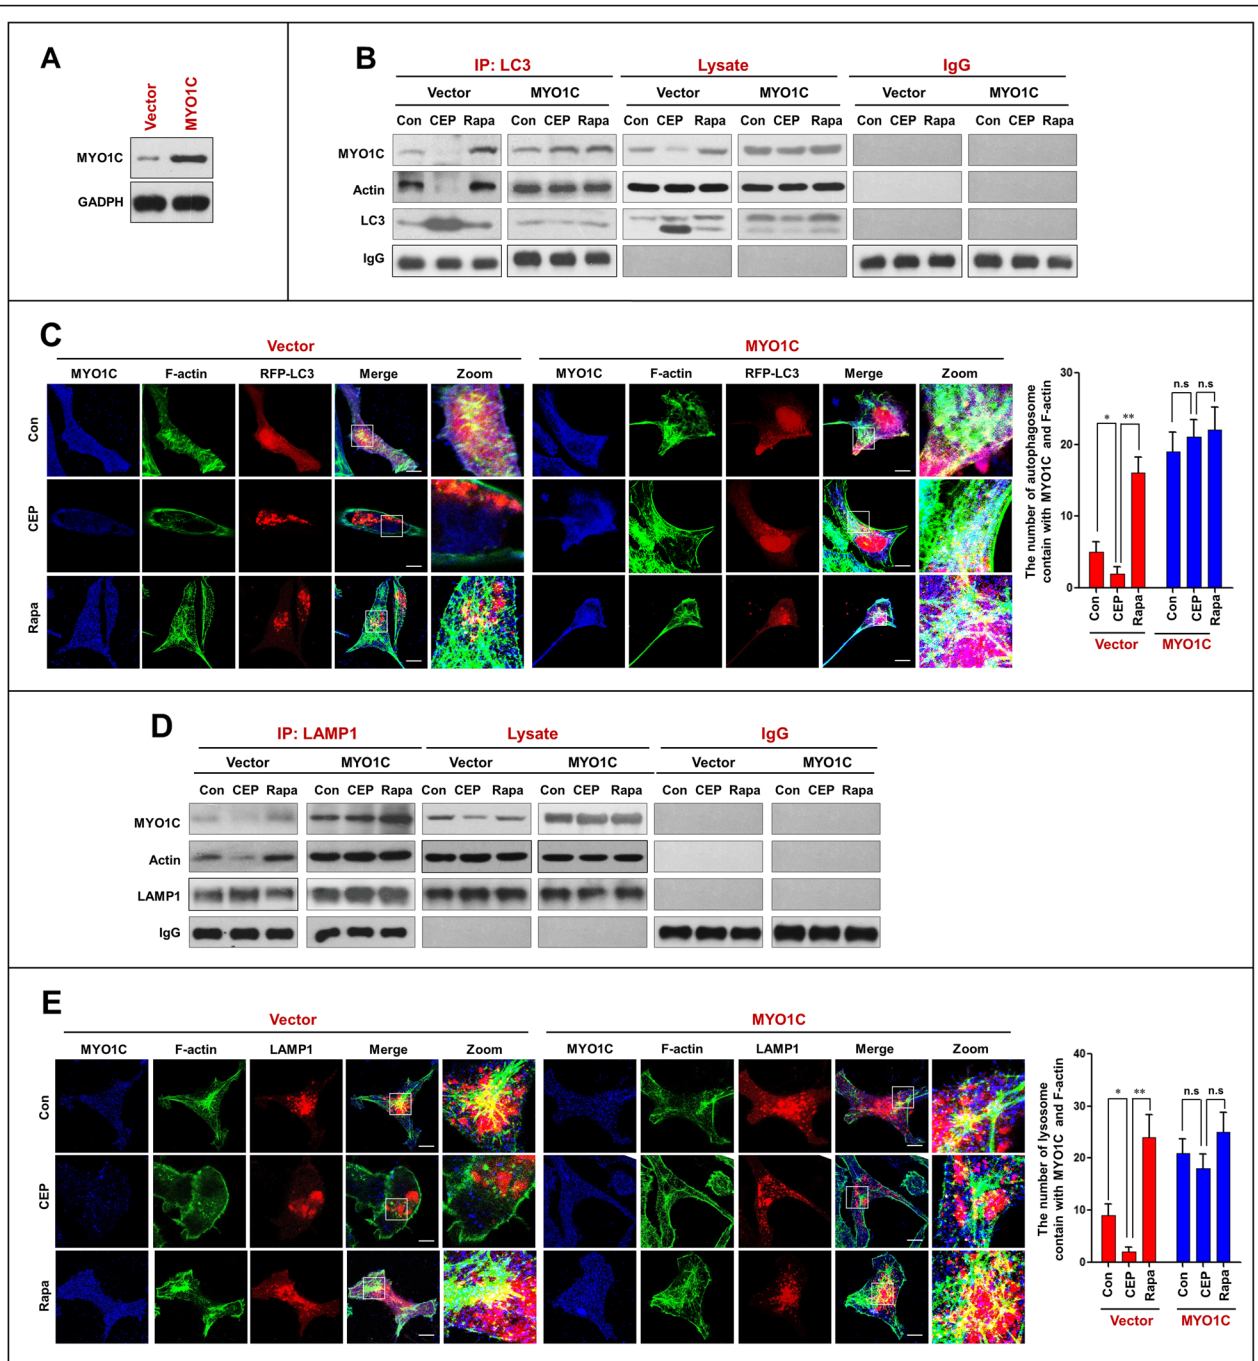 A
Vector
MYO1C
MYO1C
GADPH
B
IP: LC3
Lysate
IgG
Vector
MYO1C
Vector
MYO1C
Vector
MYO1C
Con CEP Rapa
Con CEP Rapa
Con CEP Rapa
Con CEP Rapa
Con CEP Rapa
Con CEP Rapa
MYO1C
Actin
LC3
IgG
C
Vector
MYO1C
MYO1C F-actin RFP-LC3 Merge Zoom
MYO1C F-actin RFP-LC3 Merge Zoom
Con
CEP
Rapa
The number of autophagosome
contain with MYO1C and F-actin
30
20
10
0
* **
n.s n.s
Con CEP Rapa
Con CEP Rapa
Vector
MYO1C
D
IP: LAMP1
Lysate
IgG
Vector
MYO1C
Vector
MYO1C
Vector
MYO1C
Con CEP Rapa
Con CEP Rapa
Con CEP Rapa
Con CEP Rapa
Con CEP Rapa
Con CEP Rapa
MYO1C
Actin
LAMP1
IgG
E
Vector
MYO1C
MYO1C F-actin LAMP1 Merge Zoom
MYO1C F-actin LAMP1 Merge Zoom
Con
CEP
Rapa
The number of lysosome
contain with MYO1C and F-actin
40
30
20
10
0
* **
n.s n.s
Con CEP Rapa
Con CEP Rapa
Vector
MYO1C